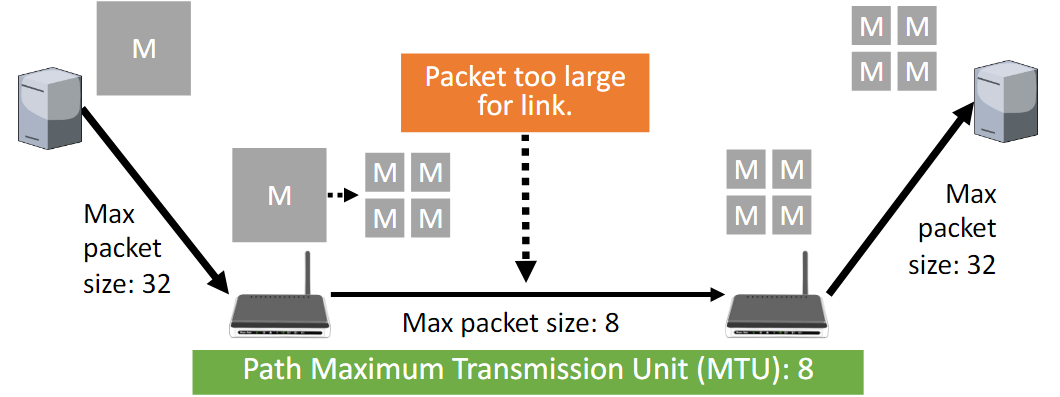 M
M M
M M
Packet too large
for link.
M
M M
M M
M M
M M
Max
packet
size: 32
Max
packet
size: 32
Max packet size: 8
Path Maximum Transmission Unit (MTU): 8